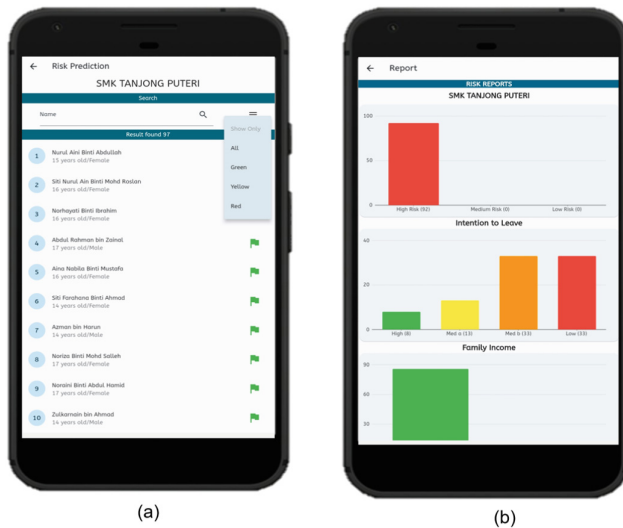 ← Risk Prediction
SMK TANJONG PUTERI
Search
Name
Show Only
Result found 37
All
Green
Yellow
Red
1 Nurul Aini Binti Abdullah
15 years old/Female
2 Siti Nurul Ain Binti Mohd Roslan
16 years old/Female
3 Norhayati Binti Ibrahim
16 years old/Female
4 Abdul Rahman bin Zainal
17 years old/Male
5 Aina Nabila Binti Mustafa
16 years old/Female
6 Siti Farahana Binti Ahmad
14 years old/Female
7 Azman bin Harun
14 years old/Male
8 Noriza Binti Mohd Salleh
17 years old/Female
9 Noraini Binti Abdul Hamid
17 years old/Female
10 Zulkarnain bin Ahmad
14 years old/Male
(a)
← Report
RISK REPORTS
SMK TANJONG PUTERI
100
50
0
High Risk (92) Medium Risk (0) Low Risk (0)
Intention to Leave
40
20
0
High (8) Med a (13) Med b (33) Low (33)
Family Income
90
60
30
(b)